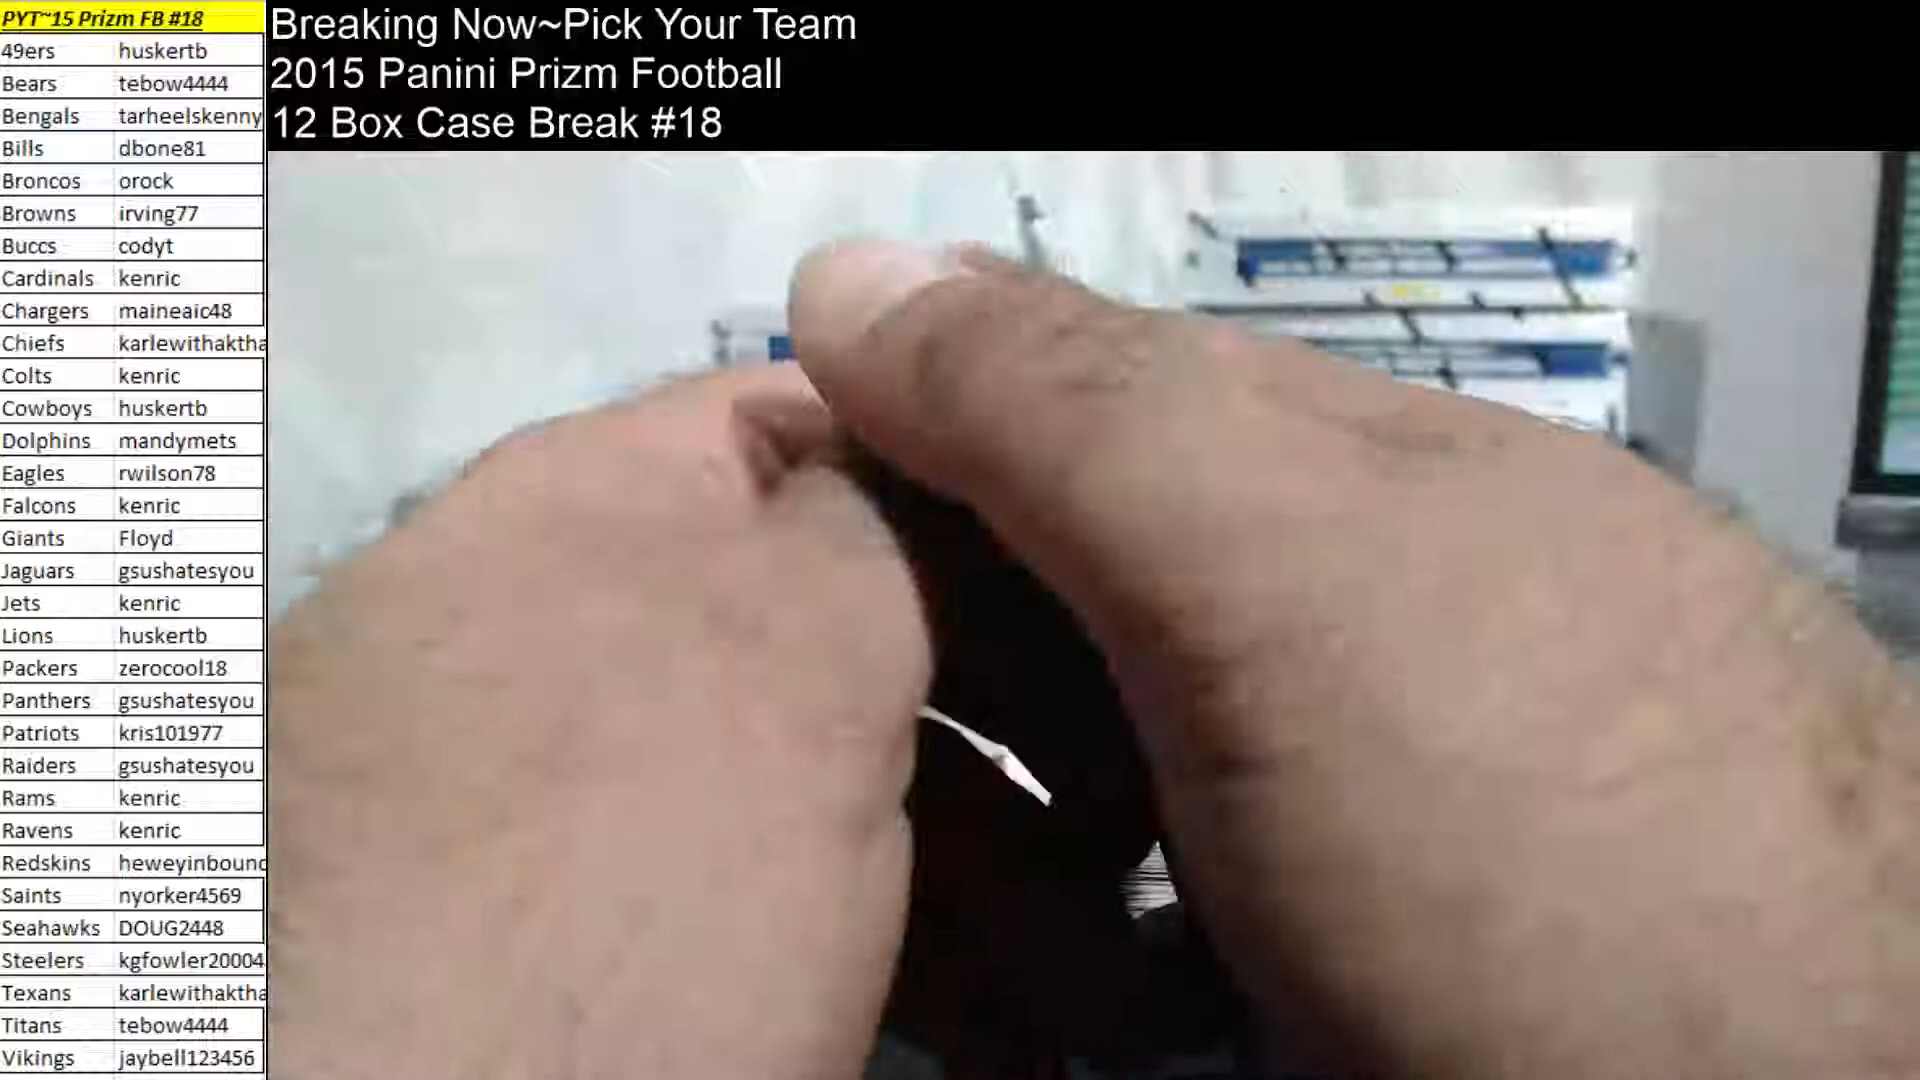 PYT~15 Prizm FB #18
49ers huskertb
Bears tebow4444
Bengals tarheelskenny
Bills dbone81
Broncos orock
Browns irving77
Buccs codyt
Cardinals kenric
Chargers maineaic48
Chiefs karlewithaktha
Colts kenric
Cowboys huskertb
Dolphins mandymets
Eagles rwilson78
Falcons kenric
Giants Floyd
Jaguars gsushatesyou
Jets kenric
Lions huskertb
Packers zerocool18
Panthers gsushatesyou
Patriots kris101977
Raiders gsushatesyou
Rams kenric
Ravens kenric
Redskins heweyinbound
Saints nyorker4569
Seahawks DOUG2448
Steelers kgfowler20004
Texans karlewithaktha
Titans tebow4444
Vikings jaybell123456
Breaking Now~Pick Your Team
2015 Panini Prizm Football
12 Box Case Break #18